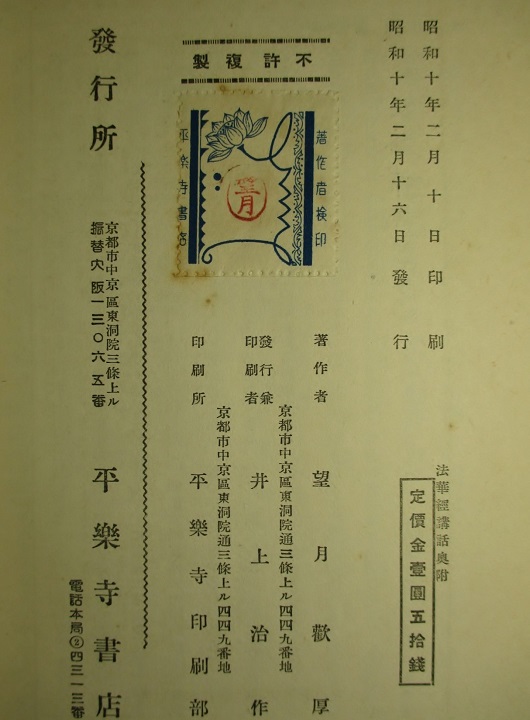 昭和十年二月十日印刷
昭和十年二月十六日發行
法華經講話奧附
定價金壹圓五拾錢
不許複製
著作者檢印
望月
平樂寺書店
著作者 望月歡厚
京都市中京區東洞院通三條上ル四四九番地
發行兼印刷者 井上治作
京都市中京區東洞院通三條上ル四四九番地
印刷所 平樂寺印刷部
發行所
京都市中京區東洞院三條上ル
振替大阪一三〇六五番
平樂寺書店
電話本局②四三一三番